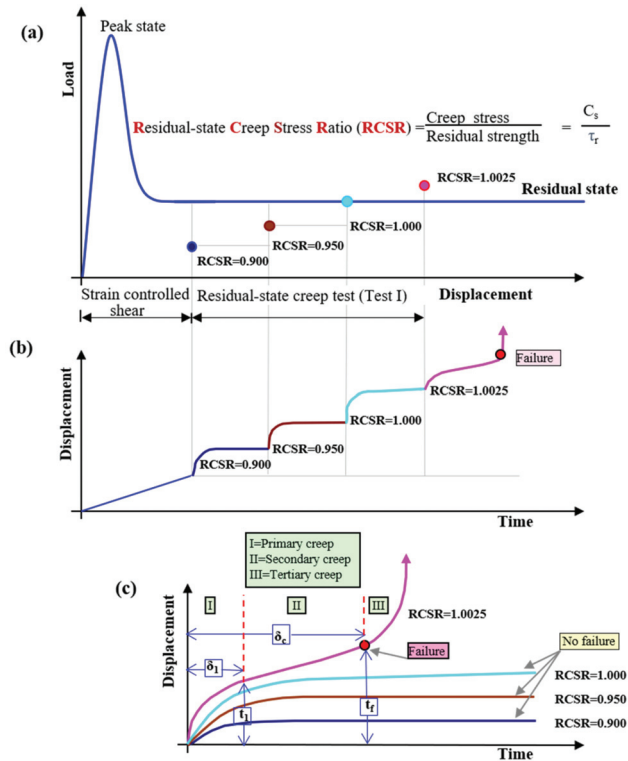 (a)
Peak state
Load
Residual-state Creep Stress Ratio (RCSR) = Creep stress / Residual strength = Cs / τr
RCSR=1.0025
Residual state
RCSR=1.000
RCSR=0.950
RCSR=0.900
Strain controlled
shear
Residual-state creep test (Test I)
Displacement
(b)
Displacement
Failure
RCSR=1.0025
RCSR=1.000
RCSR=0.950
RCSR=0.900
Time
I=Primary creep
II=Secondary creep
III=Tertiary creep
(c)
Displacement
I
II
III
RCSR=1.0025
δc
No failure
Failure
δ1
RCSR=1.000
RCSR=0.950
RCSR=0.900
t1
tf
Time